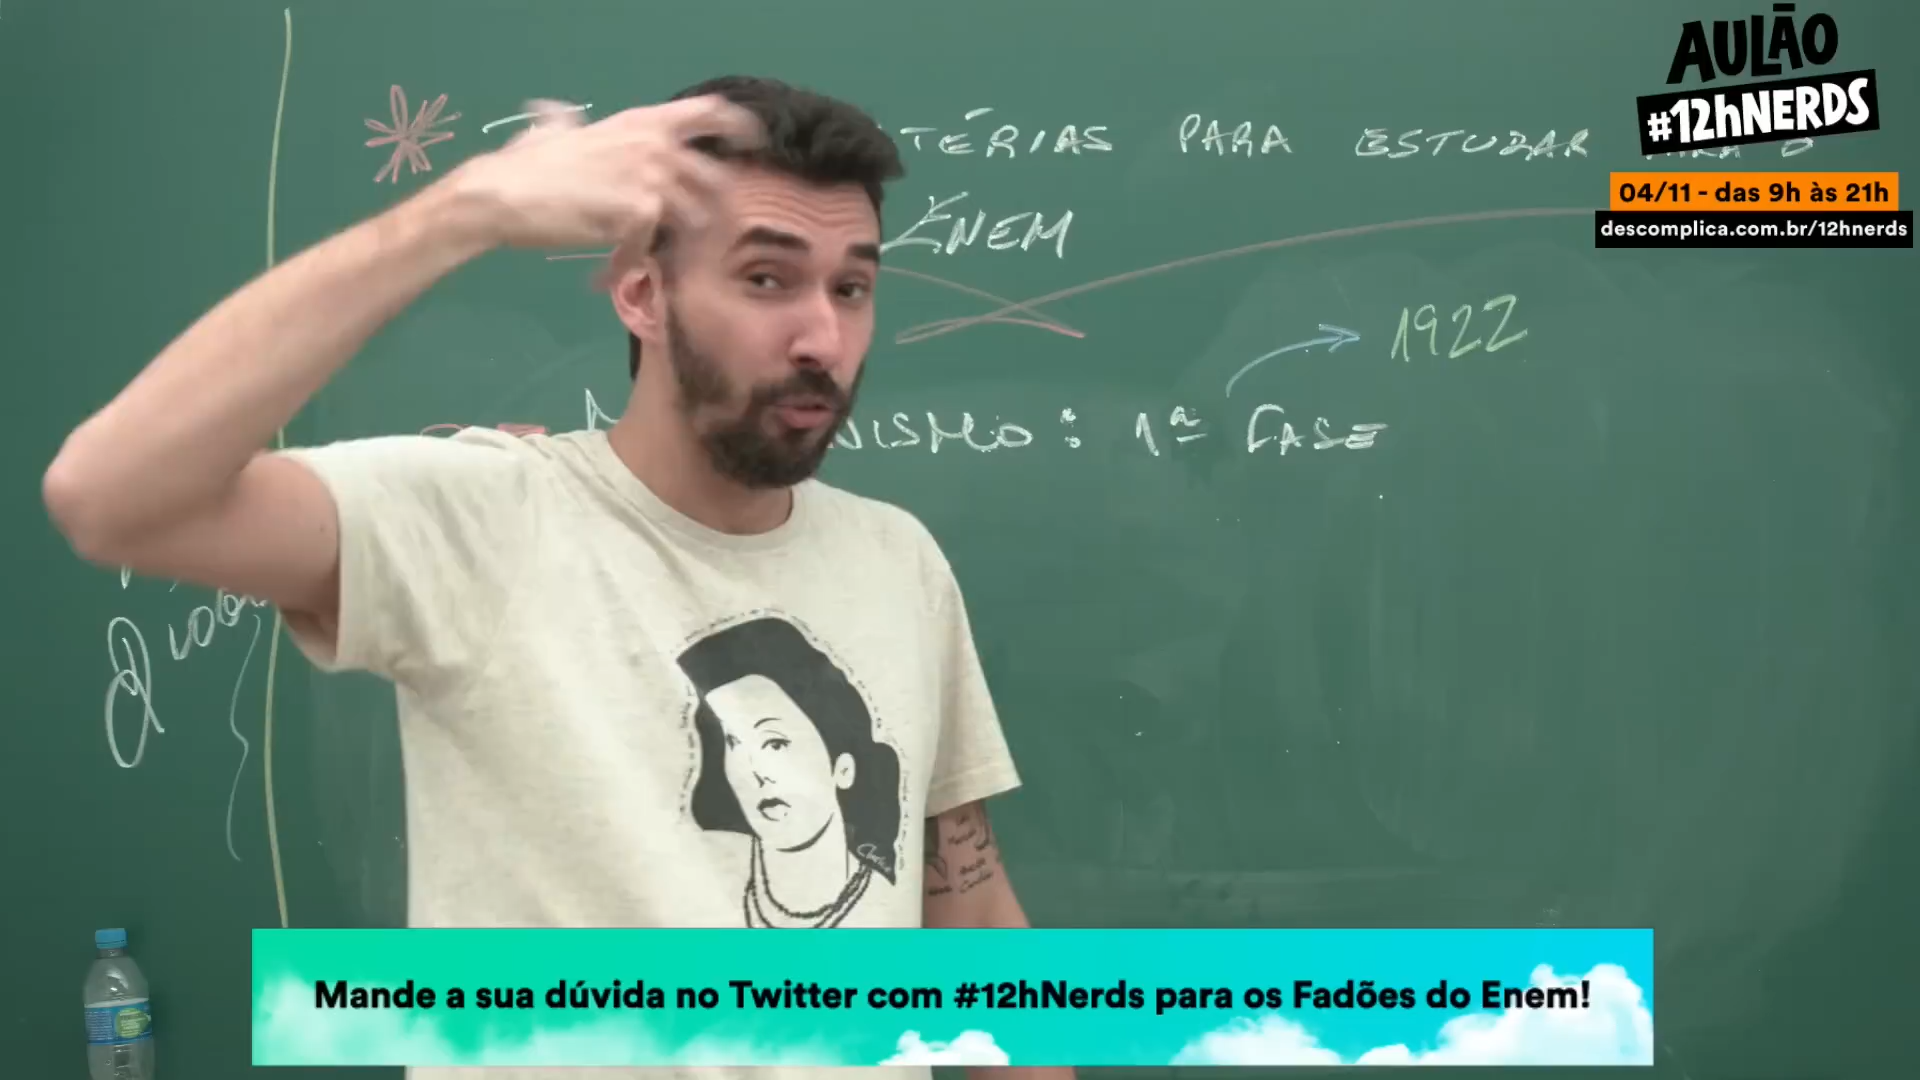 AULÃO
#12hNERDS
04/11 - das 9h às 21h
descomplica.com.br/12hnerds
TÉRIAS PARA ESTUDAR PARA O
ENEM
1922
NISMO: 1ª FASE
Mande a sua dúvida no Twitter com #12hNerds para os Fadões do Enem!